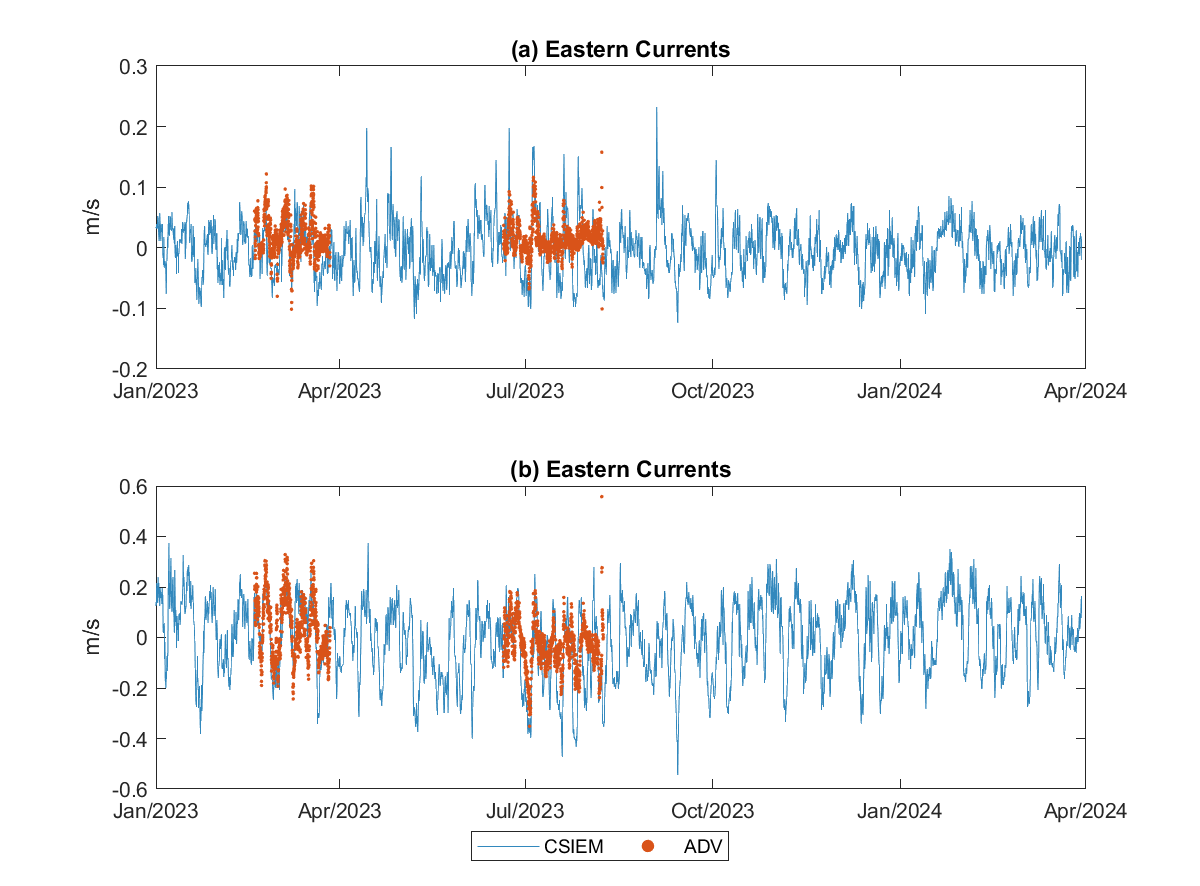 (a) Eastern Currents
0.3
0.2
0.1
0
-0.1
-0.2
m/s
Jan/2023 Apr/2023 Jul/2023 Oct/2023 Jan/2024 Apr/2024
(b) Eastern Currents
0.6
0.4
0.2
0
-0.2
-0.4
-0.6
m/s
Jan/2023 Apr/2023 Jul/2023 Oct/2023 Jan/2024 Apr/2024
CSIEM ADV